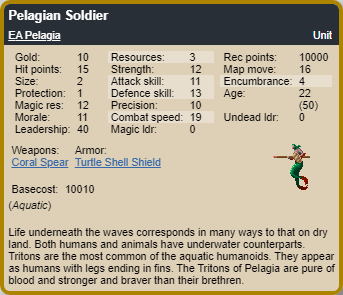 Pelagian Soldier
EA Pelagia Unit
Gold: 10 Resources: 3 Rec points: 10000
Hit points: 15 Strength: 12 Map move: 16
Size: 2 Attack skill: 11 Encumbrance: 4
Protection: 1 Defence skill: 13 Age: 22
Magic res: 12 Precision: 10 (50)
Morale: 11 Combat speed: 19 Undead ldr: 0
Leadership: 40 Magic ldr: 0
Weapons: Armor:
Coral Spear Turtle Shell Shield
Basecost: 10010
(Aquatic)
Life underneath the waves corresponds in many ways to that on dry
land. Both humans and animals have underwater counterparts.
Tritons are the most common of the aquatic humanoids. They appear
as humans with legs ending in fins. The Tritons of Pelagia are pure of
blood and stronger and braver than their brethren.